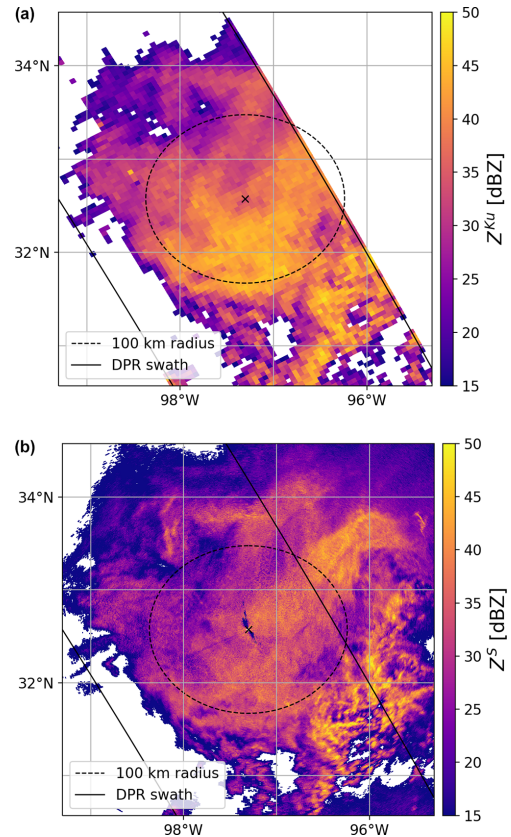 (a)
34°N
32°N
98°W
96°W
100 km radius
DPR swath
50
45
40
35
30
25
20
15
Z^{Ku} [dBZ]
(b)
34°N
32°N
98°W
96°W
100 km radius
DPR swath
50
45
40
35
30
25
20
15
Z^{S} [dBZ]